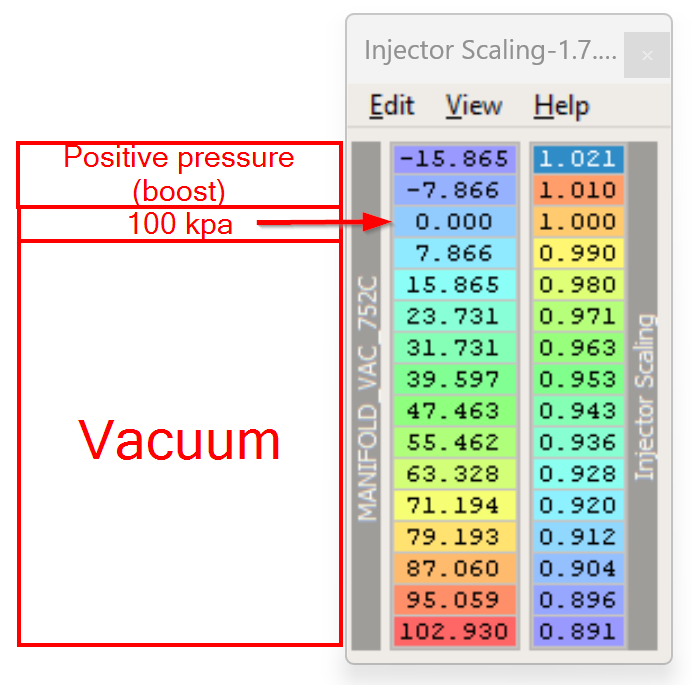 Injector Scaling-1.7....
×
Edit View Help
Positive pressure
(boost)
100 kpa
Vacuum
MANIFOLD_VAC_752C
-15.865 1.021
-7.866 1.010
0.000 1.000
7.866 0.990
15.865 0.980
23.731 0.971
31.731 0.963
39.597 0.953
47.463 0.943
55.462 0.936
63.328 0.928
71.194 0.920
79.193 0.912
87.060 0.904
95.059 0.896
102.930 0.891
Injector Scaling